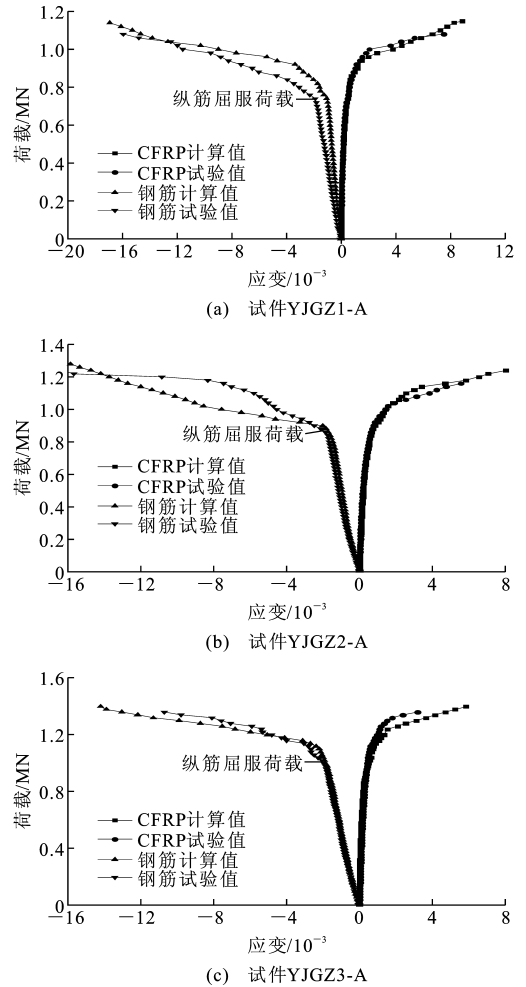 1.2
1.0
0.8
0.6
0.4
0.2
0
荷载/MN
纵筋屈服荷载
CFRP计算值
CFRP试验值
钢筋计算值
钢筋试验值
−20 −16 −12 −8 −4 0 4 8 12
应变/10⁻³
(a) 试件YJGZ1-A
1.4
1.2
1.0
0.8
0.6
0.4
0.2
0
荷载/MN
纵筋屈服荷载
CFRP计算值
CFRP试验值
钢筋计算值
钢筋试验值
−16 −12 −8 −4 0 4 8
应变/10⁻³
(b) 试件YJGZ2-A
1.6
1.2
0.8
0.4
0
荷载/MN
纵筋屈服荷载
CFRP计算值
CFRP试验值
钢筋计算值
钢筋试验值
−16 −12 −8 −4 0 4 8
应变/10⁻³
(c) 试件YJGZ3-A